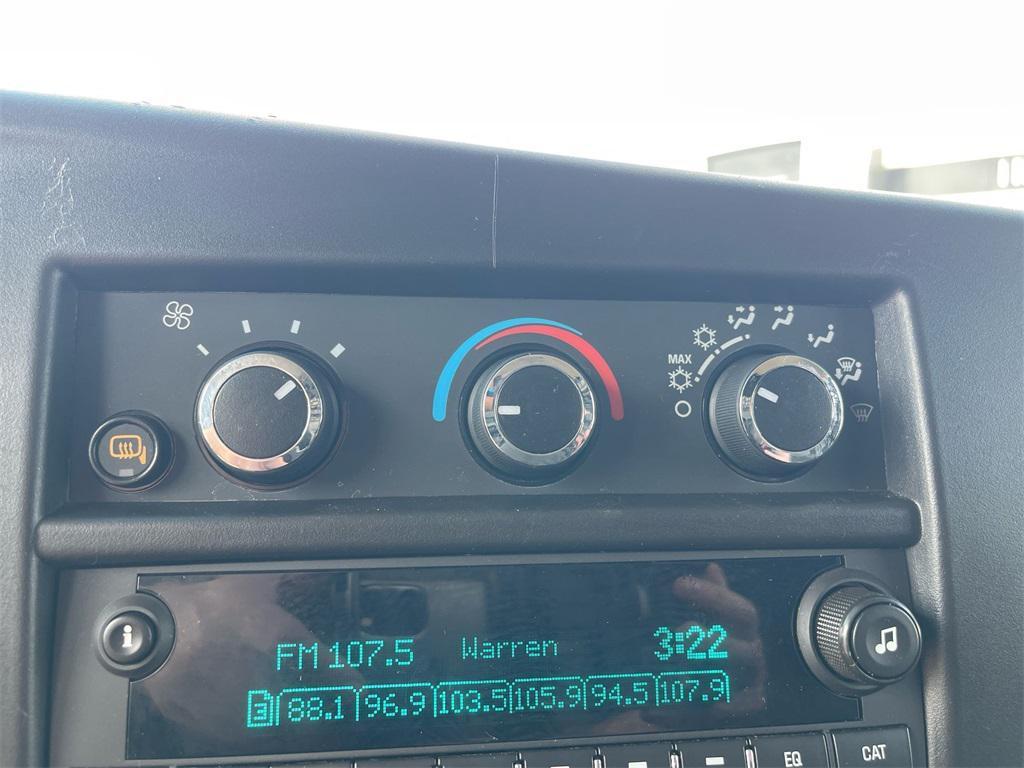 MAX
i
FM 107.5 Warren 3:22
3 88.1 96.9 103.5 105.9 94.5 107.9
EQ CAT